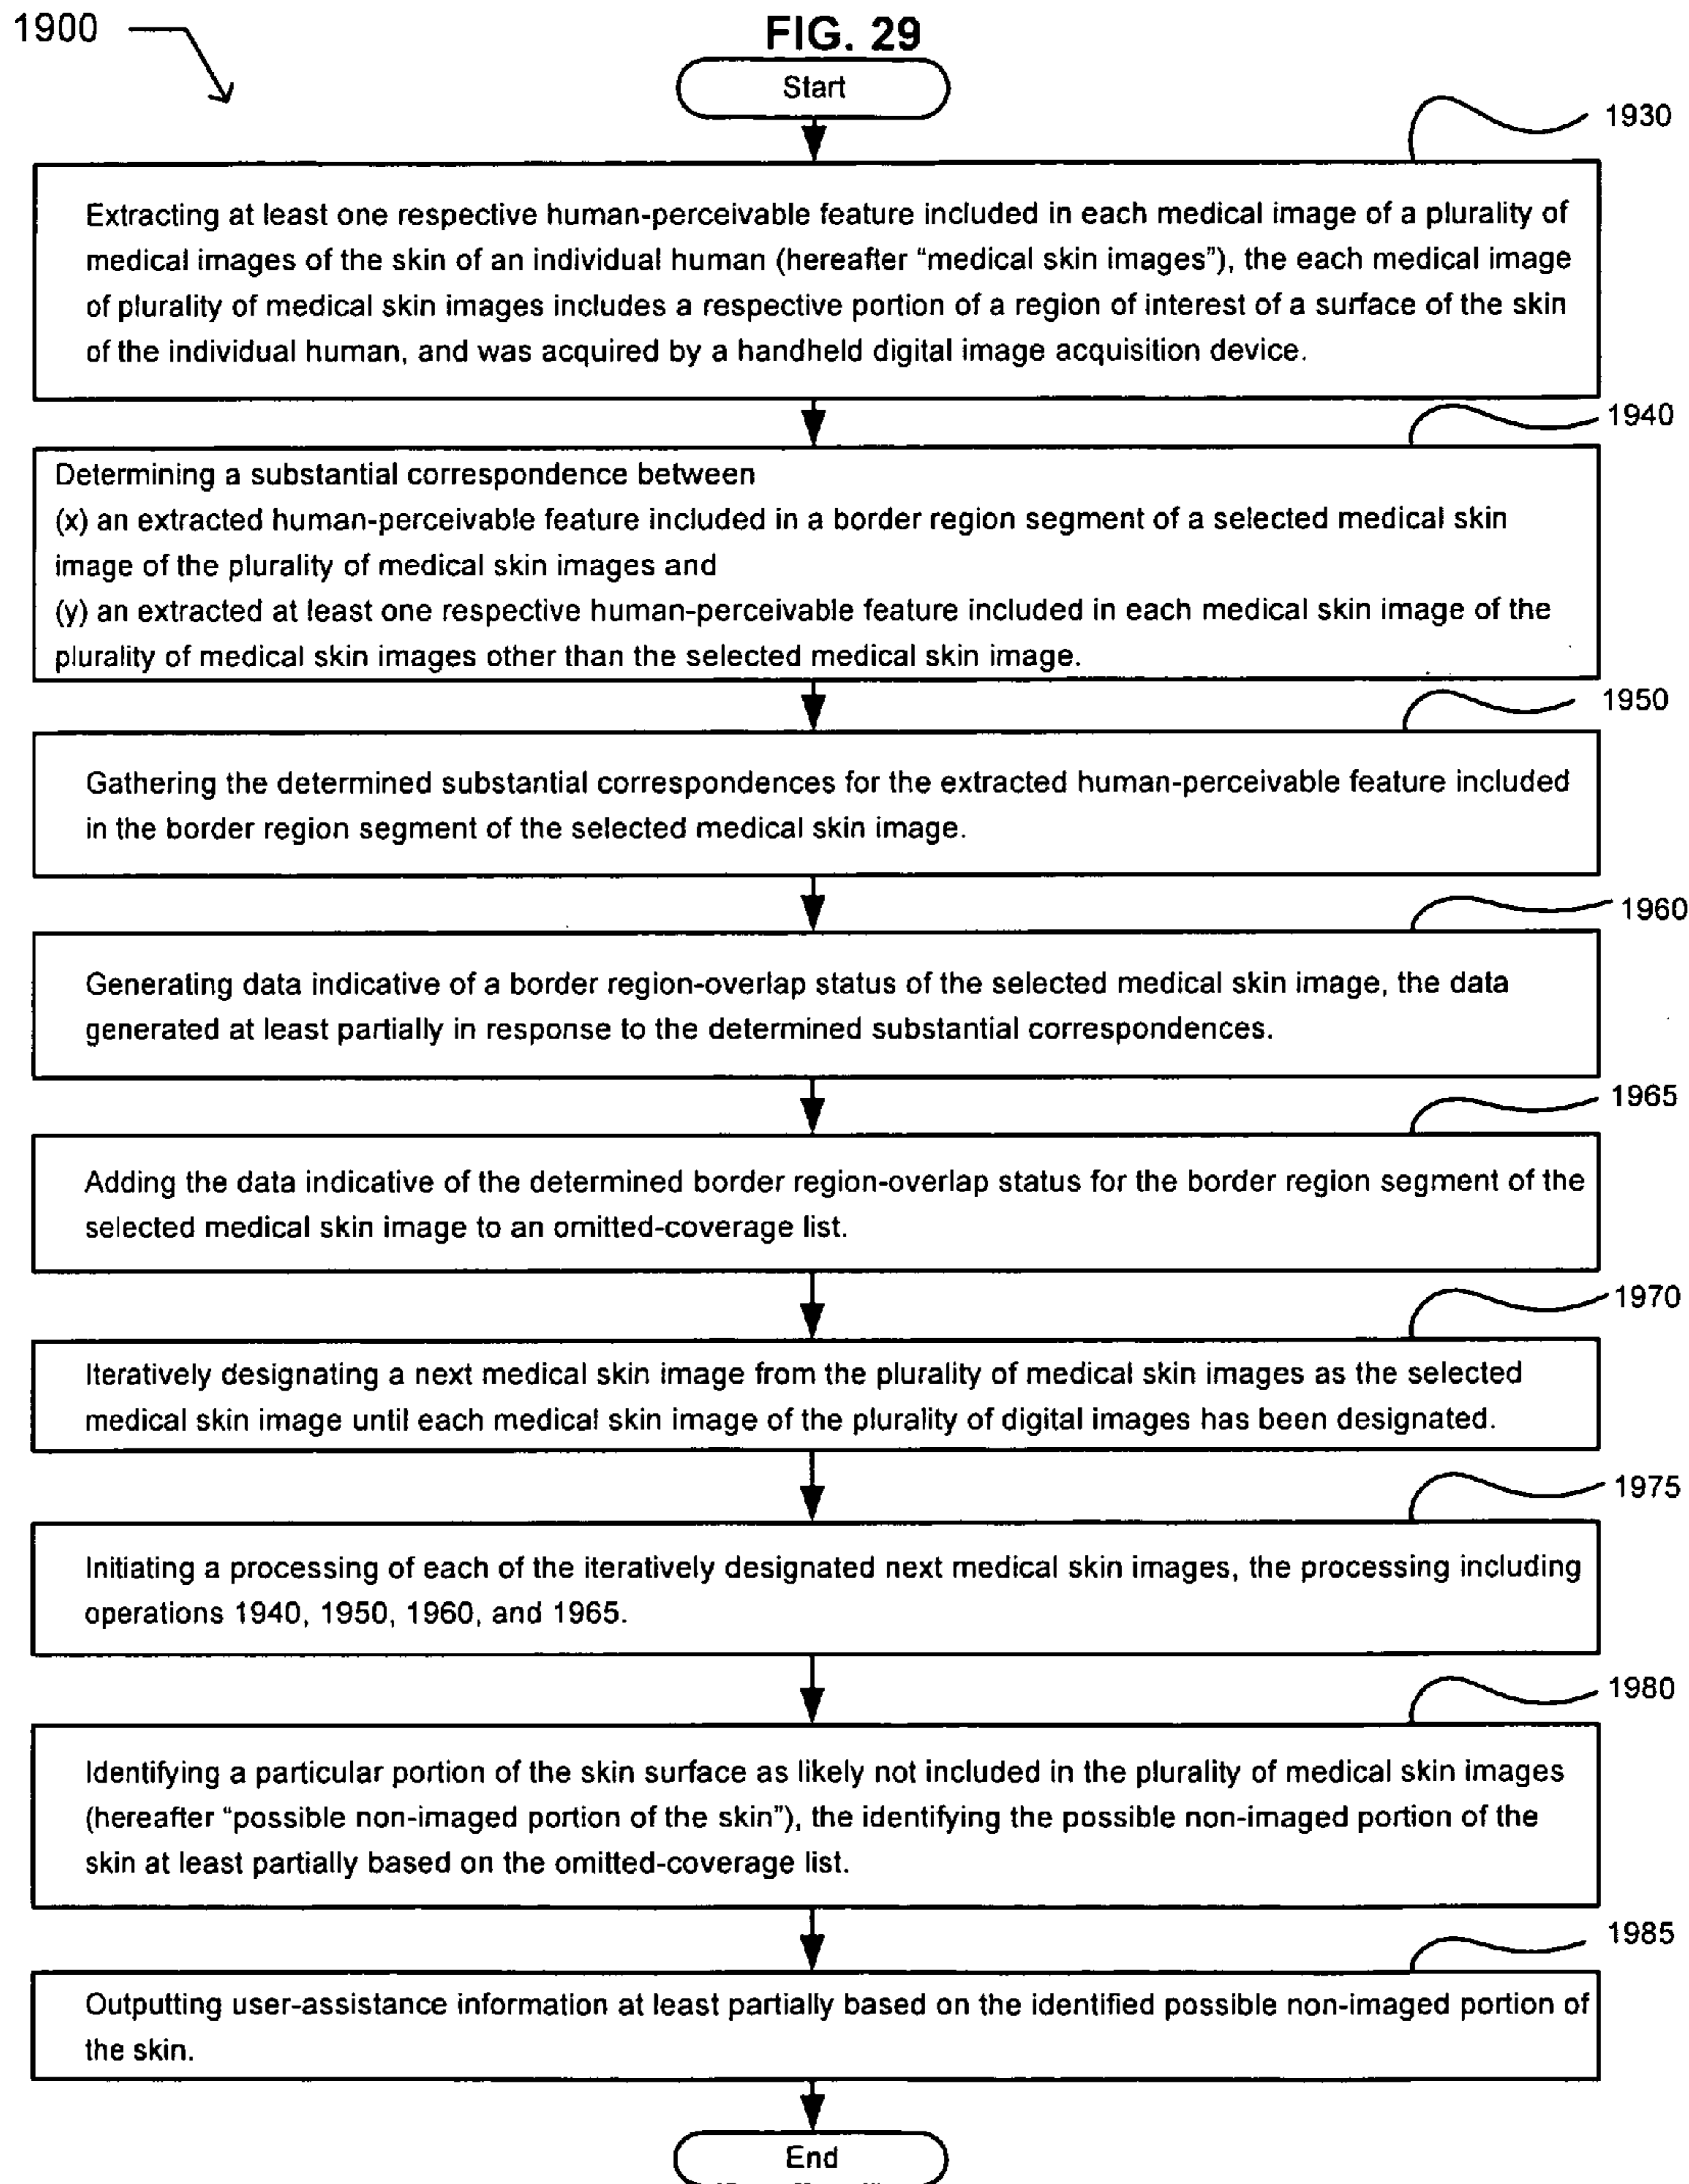 1900
FIG. 29
Start
1930
Extracting at least one respective human-perceivable feature included in each medical image of a plurality of
medical images of the skin of an individual human (hereafter “medical skin images”), the each medical image
of plurality of medical skin images includes a respective portion of a region of interest of a surface of the skin
of the individual human, and was acquired by a handheld digital image acquisition device.
1940
Determining a substantial correspondence between
(x) an extracted human-perceivable feature included in a border region segment of a selected medical skin
image of the plurality of medical skin images and
(y) an extracted at least one respective human-perceivable feature included in each medical skin image of the
plurality of medical skin images other than the selected medical skin image.
1950
Gathering the determined substantial correspondences for the extracted human-perceivable feature included
in the border region segment of the selected medical skin image.
1960
Generating data indicative of a border region-overlap status of the selected medical skin image, the data
generated at least partially in response to the determined substantial correspondences.
1965
Adding the data indicative of the determined border region-overlap status for the border region segment of the
selected medical skin image to an omitted-coverage list.
1970
Iteratively designating a next medical skin image from the plurality of medical skin images as the selected
medical skin image until each medical skin image of the plurality of digital images has been designated.
1975
Initiating a processing of each of the iteratively designated next medical skin images, the processing including
operations 1940, 1950, 1960, and 1965.
1980
Identifying a particular portion of the skin surface as likely not included in the plurality of medical skin images
(hereafter “possible non-imaged portion of the skin”), the identifying the possible non-imaged portion of the
skin at least partially based on the omitted-coverage list.
1985
Outputting user-assistance information at least partially based on the identified possible non-imaged portion of
the skin.
End